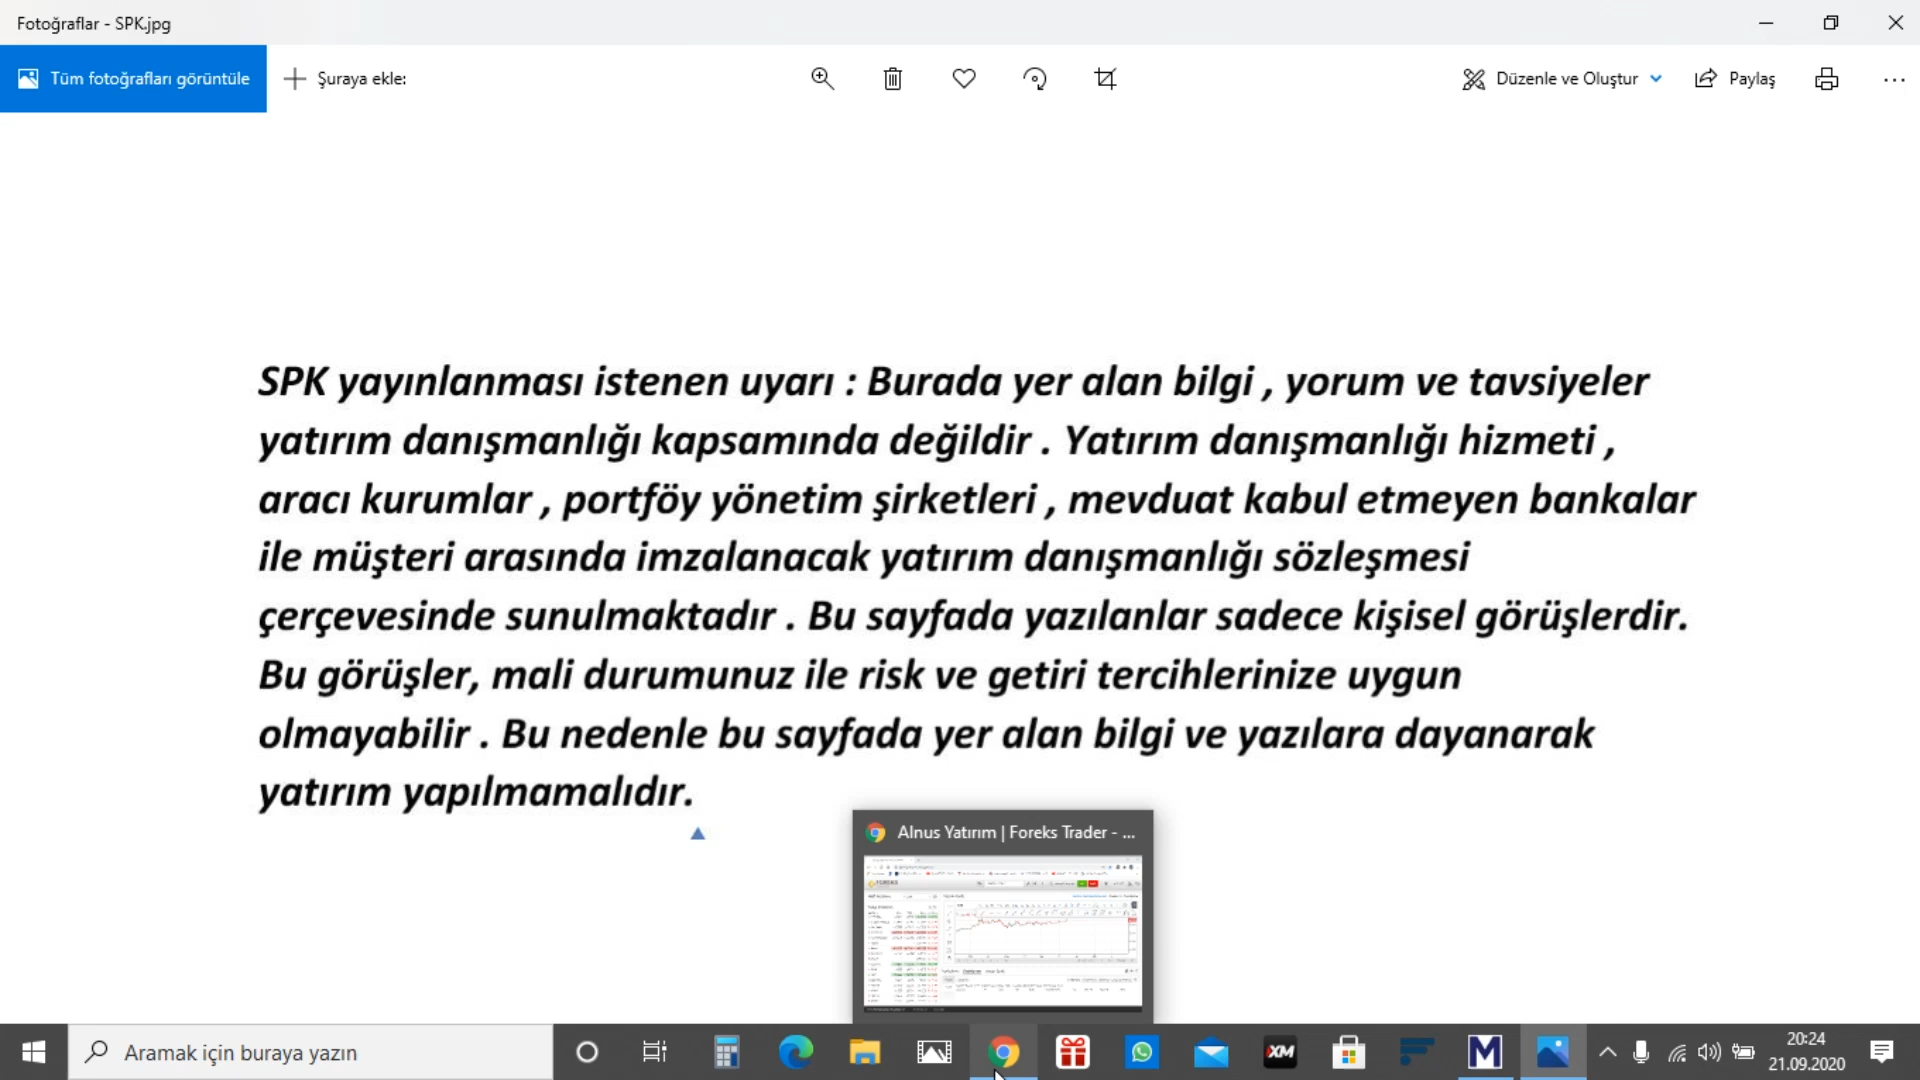 Fotoğraflar - SPK.jpg
Tüm fotoğrafları görüntüle
Şuraya ekle:
Düzenle ve Oluştur
Paylaş
SPK yayınlanması istenen uyarı : Burada yer alan bilgi , yorum ve tavsiyeler
yatırım danışmanlığı kapsamında değildir . Yatırım danışmanlığı hizmeti ,
aracı kurumlar , portföy yönetim şirketleri , mevduat kabul etmeyen bankalar
ile müşteri arasında imzalanacak yatırım danışmanlığı sözleşmesi
çerçevesinde sunulmaktadır . Bu sayfada yazılanlar sadece kişisel görüşlerdir.
Bu görüşler, mali durumunuz ile risk ve getiri tercihlerinize uygun
olmayabilir . Bu nedenle bu sayfada yer alan bilgi ve yazılara dayanarak
yatırım yapılmamalıdır.
Alnus Yatırım | Foreks Trader - ...
Aramak için buraya yazın
XM
M
20:24
21.09.2020